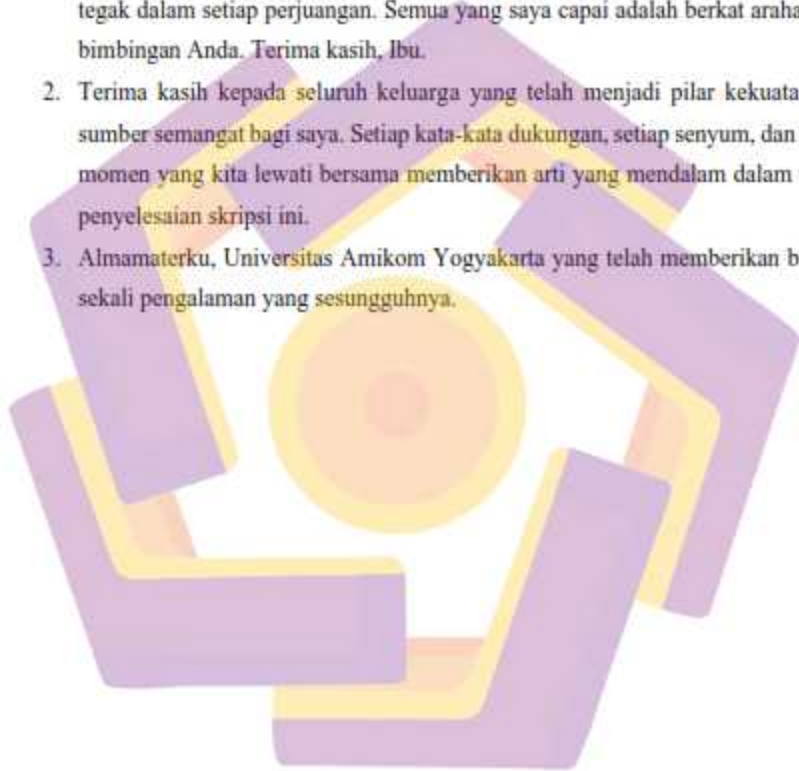 tegak dalam setiap perjuangan. Semua yang saya capai adalah berkat
bimbingan Anda. Terima kasih, Ibu.
2. Terima kasih kepada seluruh keluarga yang telah menjadi pilar
sumber semangat bagi saya. Setiap kata-kata dukungan, setiap senyum, dan
momen yang kita lewati bersama memberikan arti yang mendalam dalam
penyelesaian skripsi ini.
3. Almamaterku, Universitas Amikom Yogyakarta yang telah memberikan
sekali pengalaman yang sesungguhnya.